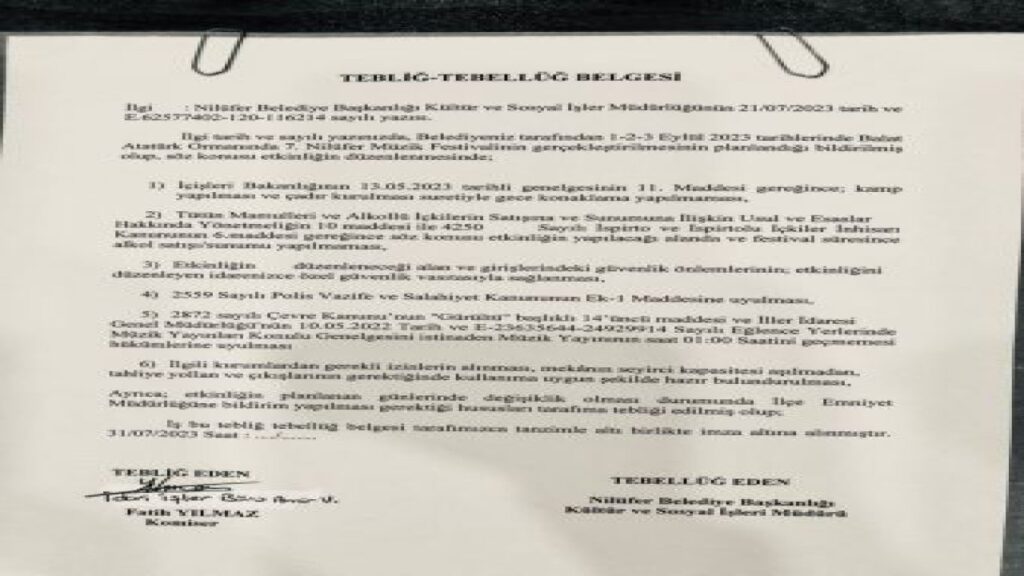 TEBLİĞ-TEBELLÜĞ BELGESİ
İlgi : Nilüfer Belediye Başkanlığı Kültür ve Sosyal İşler Müdürlüğünün 21/07/2023 tarih ve
E.62577402-120-116214 sayılı yazısı.
İlgi tarih ve sayılı yazınızda, Belediyeniz tarafından 1-2-3 Eylül 2023 tarihlerinde Balat
Atatürk Ormanında 7. Nilüfer Müzik Festivalinin gerçekleştirilmesinin planlandığı bildirilmiş
olup, söz konusu etkinliğin düzenlenmesinde;
1) İçişleri Bakanlığının 13.05.2023 tarihli genelgesinin 11. Maddesi gereğince; kamp
yapılması ve çadır kurulması suretiyle gece konaklama yapılmaması,
2) Tütün Mamulleri ve Alkollü İçkilerin Satışına ve Sunumuna İlişkin Usul ve Esaslar
Hakkında Yönetmeliğin 10 maddesi ile 4250 Sayılı İspirto ve İspirtolu İçkiler İnhisarı
Kanununun 6.maddesi gereğince söz konusu etkinliğin yapılacağı alanda ve festival süresince
alkol satışı/sunumu yapılmaması,
3) Etkinliğin düzenleneceği alan ve girişlerindeki güvenlik önlemlerinin; etkinliğini
düzenleyen idarenizce özel güvenlik vasıtasıyla sağlanması,
4) 2559 Sayılı Polis Vazife ve Salahiyet Kanununun Ek-1 Maddesine uyulması,
5) 2872 sayılı Çevre Kanunu'nun "Gürültü" başlıklı 14'üncü maddesi ve İller İdaresi
Genel Müdürlüğü'nün 10.05.2022 Tarih ve E-23635644-24929914 Sayılı Eğlence Yerlerinde
Müzik Yayınları Konulu Genelgesini istinaden Müzik Yayınının saat 01:00 Saatini geçmemesi
hükümlerine uyulması
6) İlgili kurumlardan gerekli izinlerin alınması, mekânın seyirci kapasitesi aşılmadan,
tahliye yolları ve çıkışlarının gerektiğinde kullanıma uygun şekilde hazır bulundurulması,
Ayrıca; etkinliğin planlanan günlerinde değişiklik olması durumunda İlçe Emniyet
Müdürlüğüne bildirim yapılması gerektiği hususları tarafıma tebliği edilmiş olup;
İş bu tebliğ tebellüğ belgesi tarafımızca tanzimle altı birlikte imza altına alınmıştır.
31/07/2023 Saat : ..../.......
TEBLİĞ EDEN
TEBELLÜĞ EDEN
Fatih YILMAZ
Komiser
Nilüfer Belediye Başkanlığı
Kültür ve Sosyal İşleri Müdürü